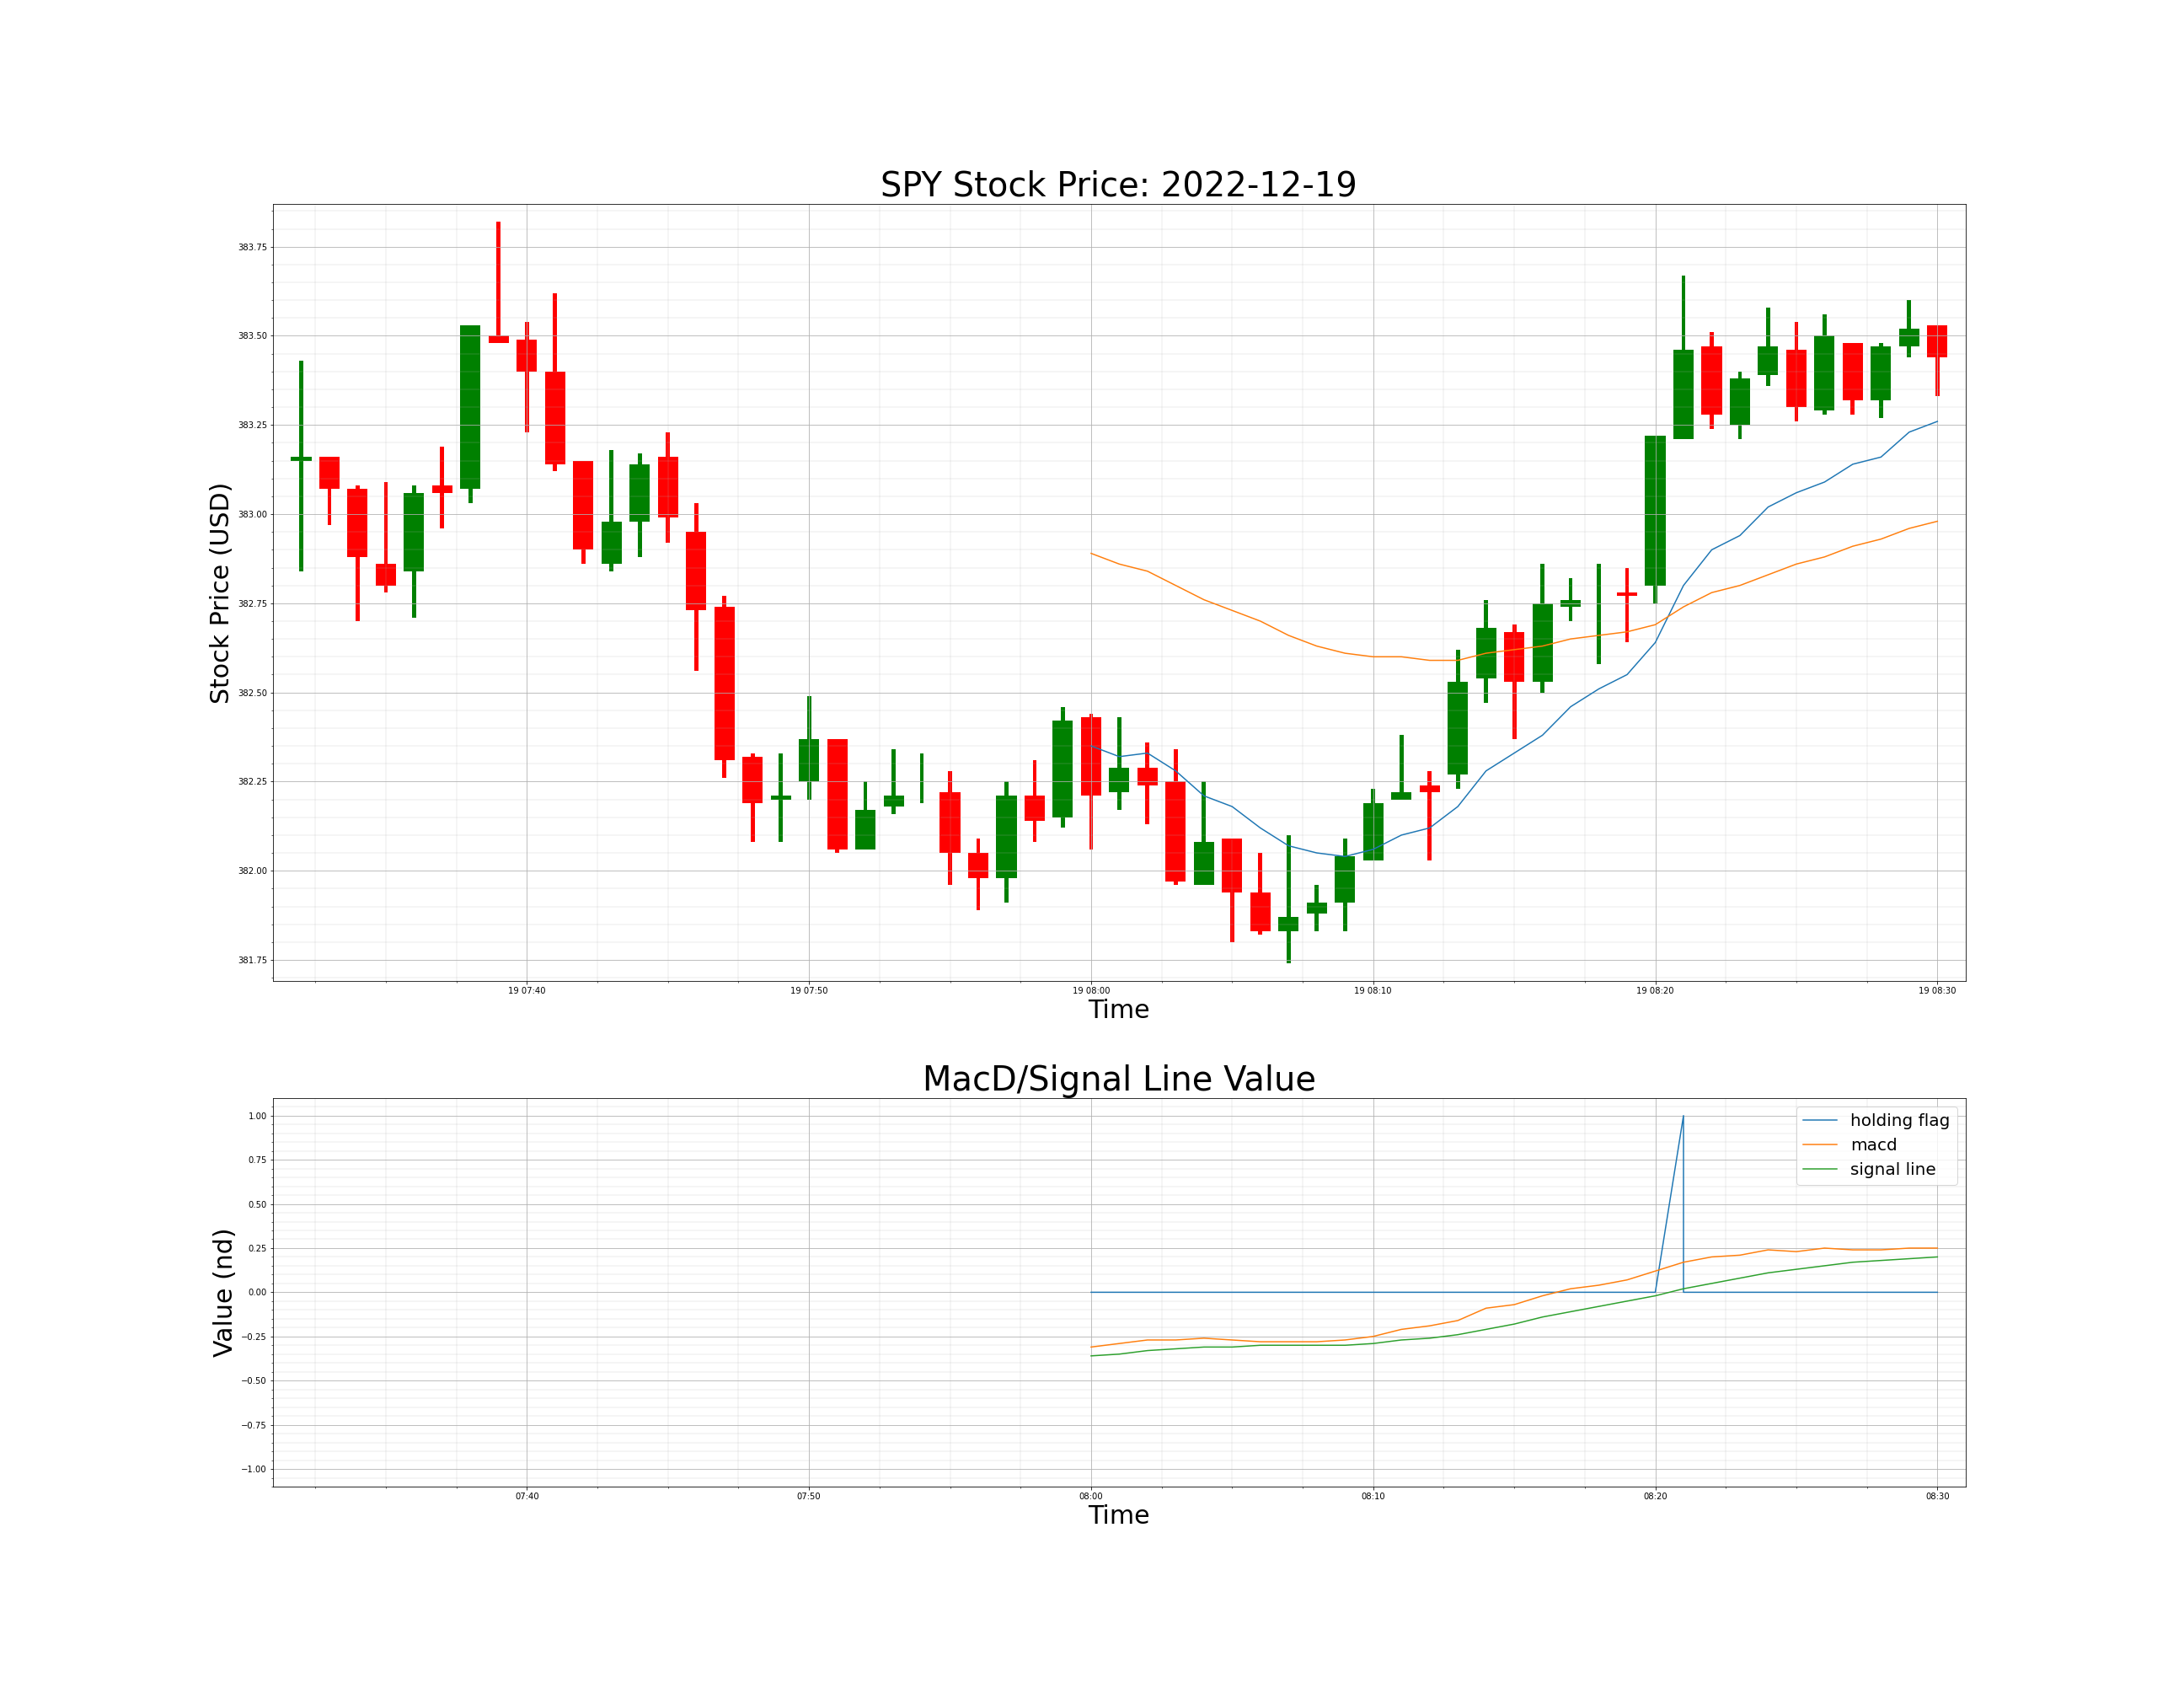 SPY Stock Price: 2022-12-19
Stock Price (USD)
383.75
383.50
383.25
383.00
382.75
382.50
382.25
382.00
381.75
19 07:40 19 07:50 19 08:00 19 08:10 19 08:20 19 08:30
Time
MacD/Signal Line Value
Value (nd)
1.00
0.75
0.50
0.25
0.00
−0.25
−0.50
−0.75
−1.00
holding flag
macd
signal line
07:40 07:50 08:00 08:10 08:20 08:30
Time